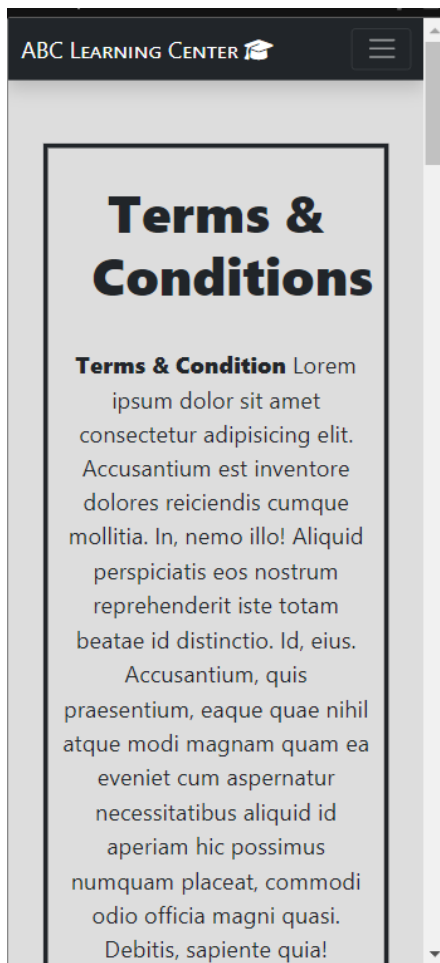 ABC Learning Center
Terms &
Conditions
Terms & Condition Lorem
ipsum dolor sit amet
consectetur adipisicing elit.
Accusantium est inventore
dolores reiciendis cumque
mollitia. In, nemo illo! Aliquid
perspiciatis eos nostrum
reprehenderit iste totam
beatae id distinctio. Id, eius.
Accusantium, quis
praesentium, eaque quae nihil
atque modi magnam quam ea
eveniet cum aspernatur
necessitatibus aliquid id
aperiam hic possimus
numquam placeat, commodi
odio officia magni quasi.
Debitis, sapiente quia!